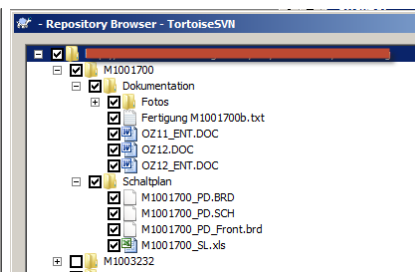 - Repository Browser - TortoiseSVN
M1001700
Dokumentation
Fotos
Fertigung M1001700b.txt
OZ11_ENT.DOC
OZ12.DOC
OZ12_ENT.DOC
Schaltplan
M1001700_PD.BRD
M1001700_PD.SCH
M1001700_PD_Front.brd
M1001700_SL.xls
M1003232